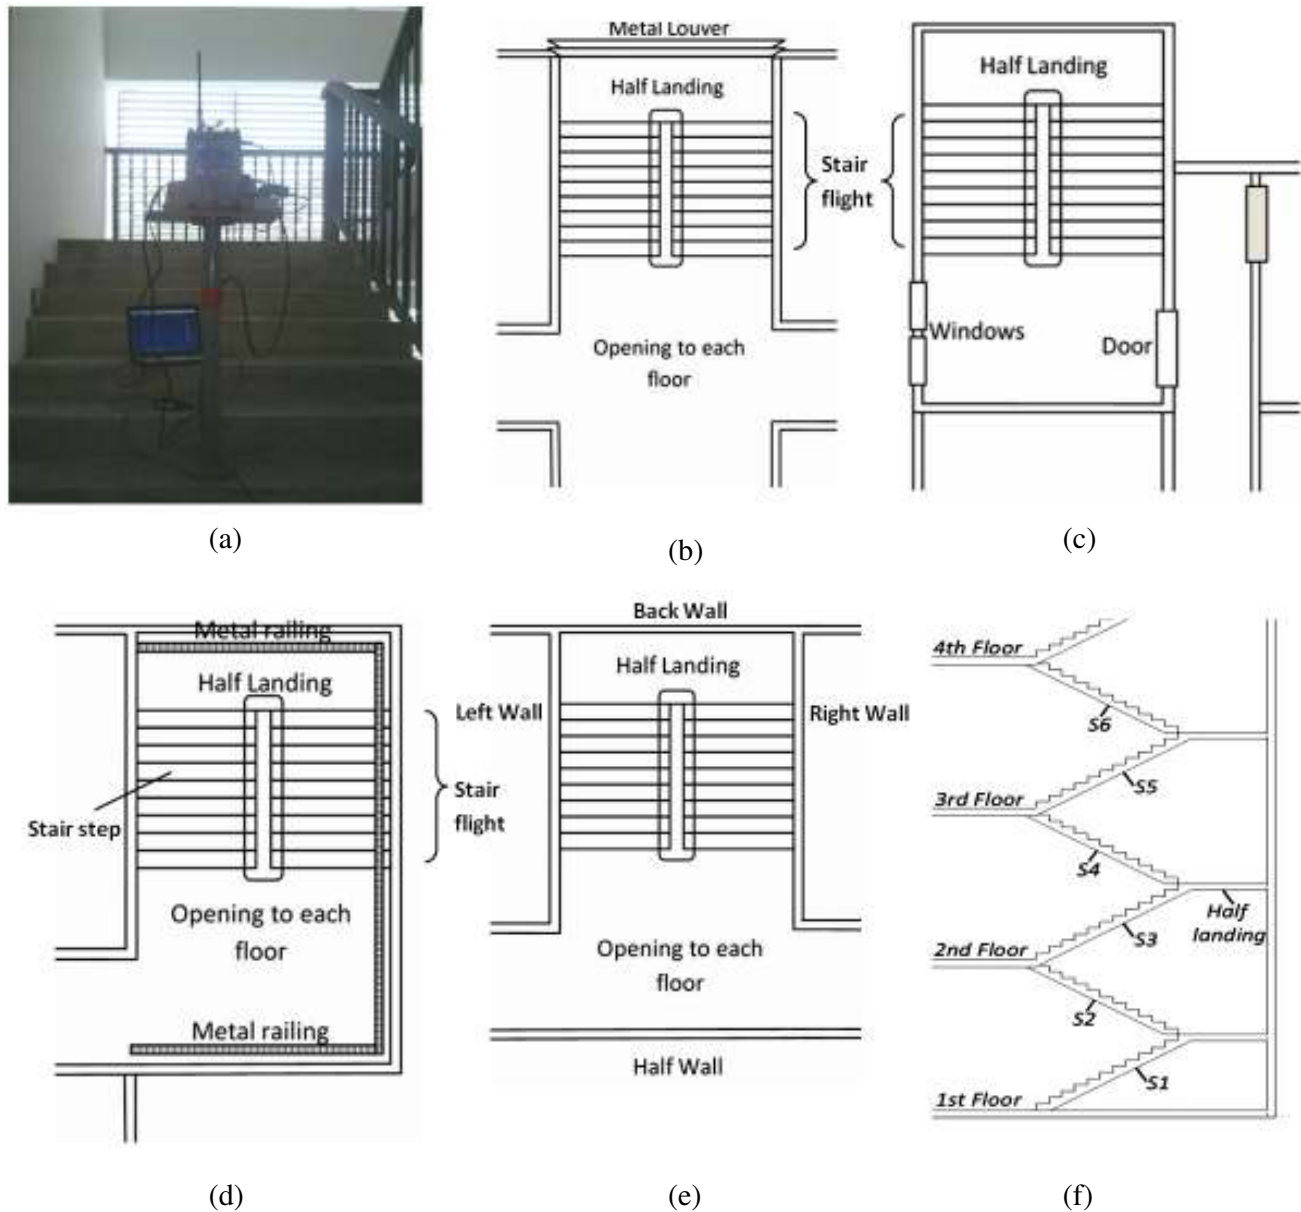 Metal Louver
Half Landing
Stair
flight
Opening to each
floor
Half Landing
Windows
Door
(a)
(b)
(c)
Metal railing
Half Landing
Stair step
Stair
flight
Opening to each
floor
Metal railing
Back Wall
Half Landing
Left Wall
Right Wall
Opening to each
floor
Half Wall
4th Floor
S6
S5
3rd Floor
S4
Half
landing
S3
2nd Floor
S2
S1
1st Floor
(d)
(e)
(f)